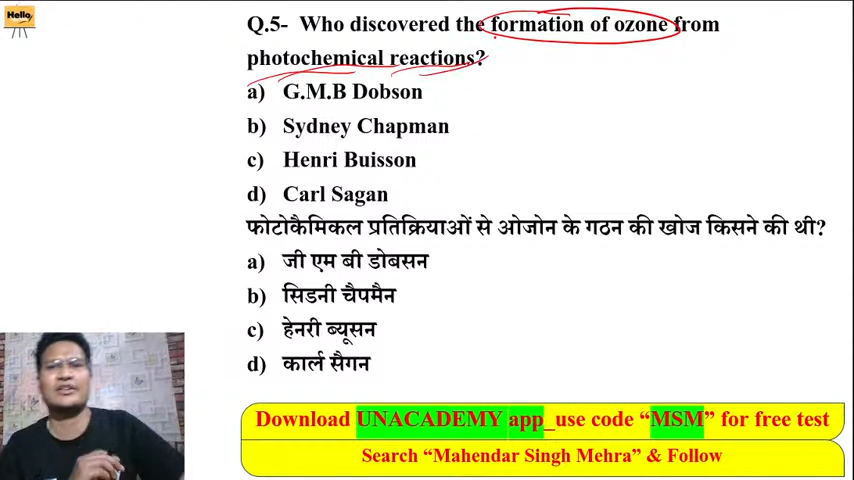 Hello
Q.5- Who discovered the formation of ozone from
photochemical reactions?
a) G.M.B Dobson
b) Sydney Chapman
c) Henri Buisson
d) Carl Sagan
फोटोकैमिकल प्रतिक्रियाओं से ओजोन के गठन की खोज किसने की थी?
a) जी एम बी डोबसन
b) सिडनी चैपमैन
c) हेनरी ब्यूसन
d) कार्ल सैगन
Download UNACADEMY app_use code “MSM” for free test
Search “Mahendar Singh Mehra” & Follow